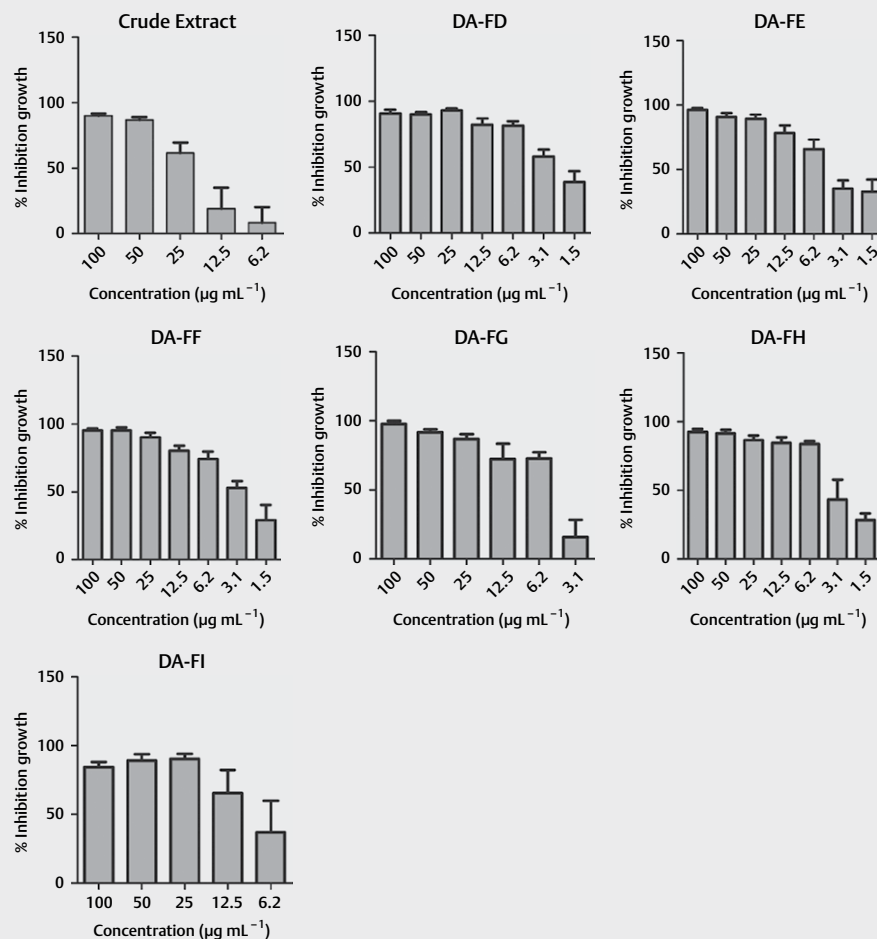 Crude Extract
% Inhibition growth
150
100
50
0
100 50 25 12.5 6.2
Concentration (µg mL⁻¹)
DA-FD
% Inhibition growth
150
100
50
0
100 50 25 12.5 6.2 3.1 1.5
Concentration (µg mL⁻¹)
DA-FE
% Inhibition growth
150
100
50
0
100 50 25 12.5 6.2 3.1 1.5
Concentration (µg mL⁻¹)
DA-FF
% Inhibition growth
150
100
50
0
100 50 25 12.5 6.2 3.1 1.5
Concentration (µg mL⁻¹)
DA-FG
% Inhibition growth
150
100
50
0
100 50 25 12.5 6.2 3.1
Concentration (µg mL⁻¹)
DA-FH
% Inhibition growth
150
100
50
0
100 50 25 12.5 6.2 3.1 1.5
Concentration (µg mL⁻¹)
DA-FI
% Inhibition growth
150
100
50
0
100 50 25 12.5 6.2
Concentration (µg mL⁻¹)